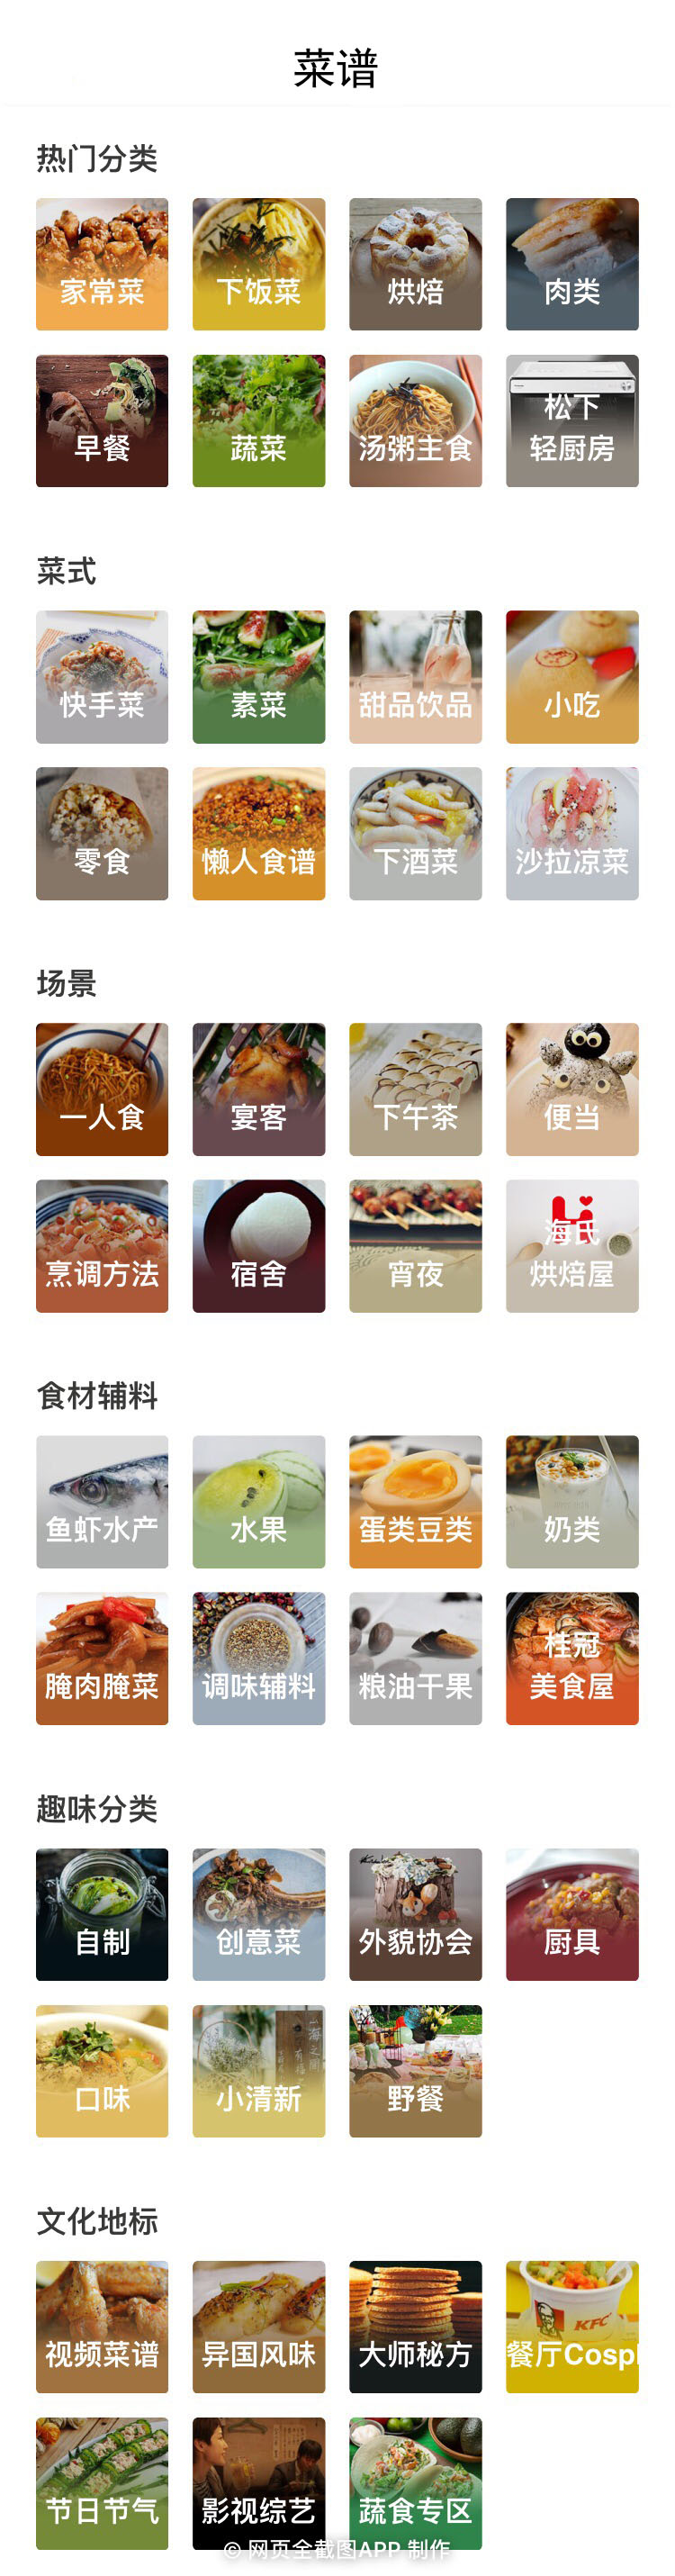 菜谱
热门分类
家常菜
下饭菜
烘焙
肉类
早餐
蔬菜
汤粥主食
松下
轻厨房
菜式
快手菜
素菜
甜品饮品
小吃
零食
懒人食谱
下酒菜
沙拉凉菜
场景
一人食
宴客
下午茶
便当
烹调方法
宿舍
宵夜
海氏
烘焙屋
食材辅料
鱼虾水产
水果
蛋类豆类
奶类
腌肉腌菜
调味辅料
粮油干果
桂冠
美食屋
趣味分类
自制
创意菜
外貌协会
厨具
口味
小清新
野餐
文化地标
视频菜谱
异国风味
大师秘方
KFC
餐厅Cospl
节日节气
影视综艺
蔬食专区
© 网页全截图APP 制作